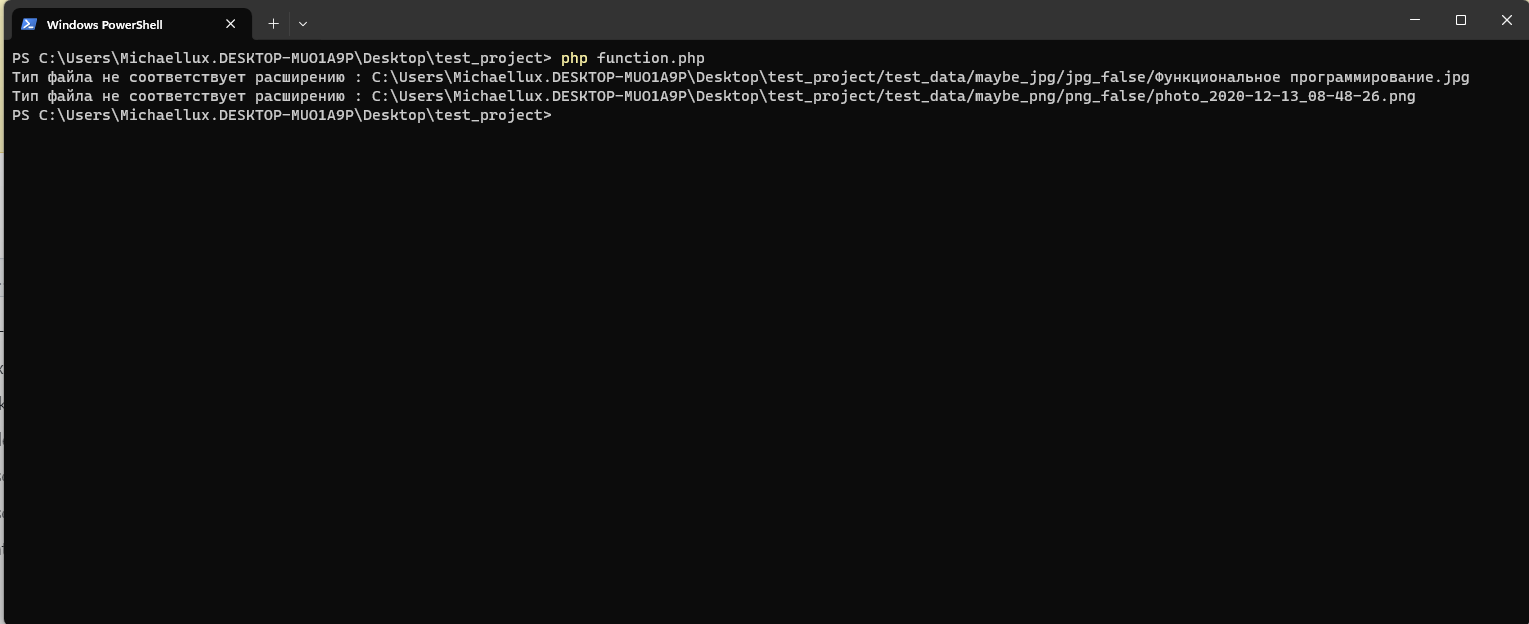 Windows PowerShell
PS C:\Users\Michaellux.DESKTOP-MUO1A9P\Desktop\test_project> php function.php
Тип файла не соответствует расширению : C:\Users\Michaellux.DESKTOP-MUO1A9P\Desktop\test_project/test_data/maybe_jpg/jpg_false/Функциональное программирование.jpg
Тип файла не соответствует расширению : C:\Users\Michaellux.DESKTOP-MUO1A9P\Desktop\test_project/test_data/maybe_png/png_false/photo_2020-12-13_08-48-26.png
PS C:\Users\Michaellux.DESKTOP-MUO1A9P\Desktop\test_project>